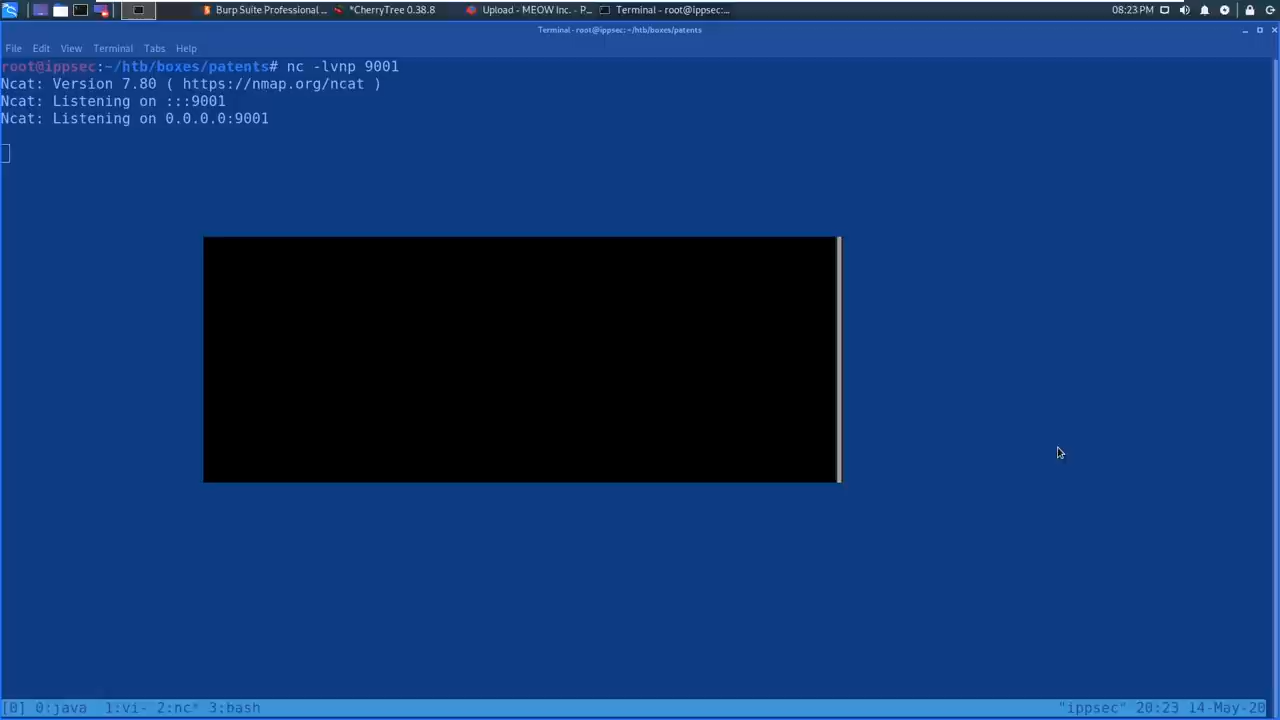 Burp Suite Professional ... *CherryTree 0.38.8 Upload - MEOW Inc. - P... Terminal - root@ippsec:... 08:23 PM
Terminal - root@ippsec:~/htb/boxes/patents
File Edit View Terminal Tabs Help
root@ippsec:~/htb/boxes/patents# nc -lvnp 9001
Ncat: Version 7.80 ( https://nmap.org/ncat )
Ncat: Listening on :::9001
Ncat: Listening on 0.0.0.0:9001
[0] 0:java 1:vi- 2:nc* 3:bash "ippsec" 20:23 14-May-20